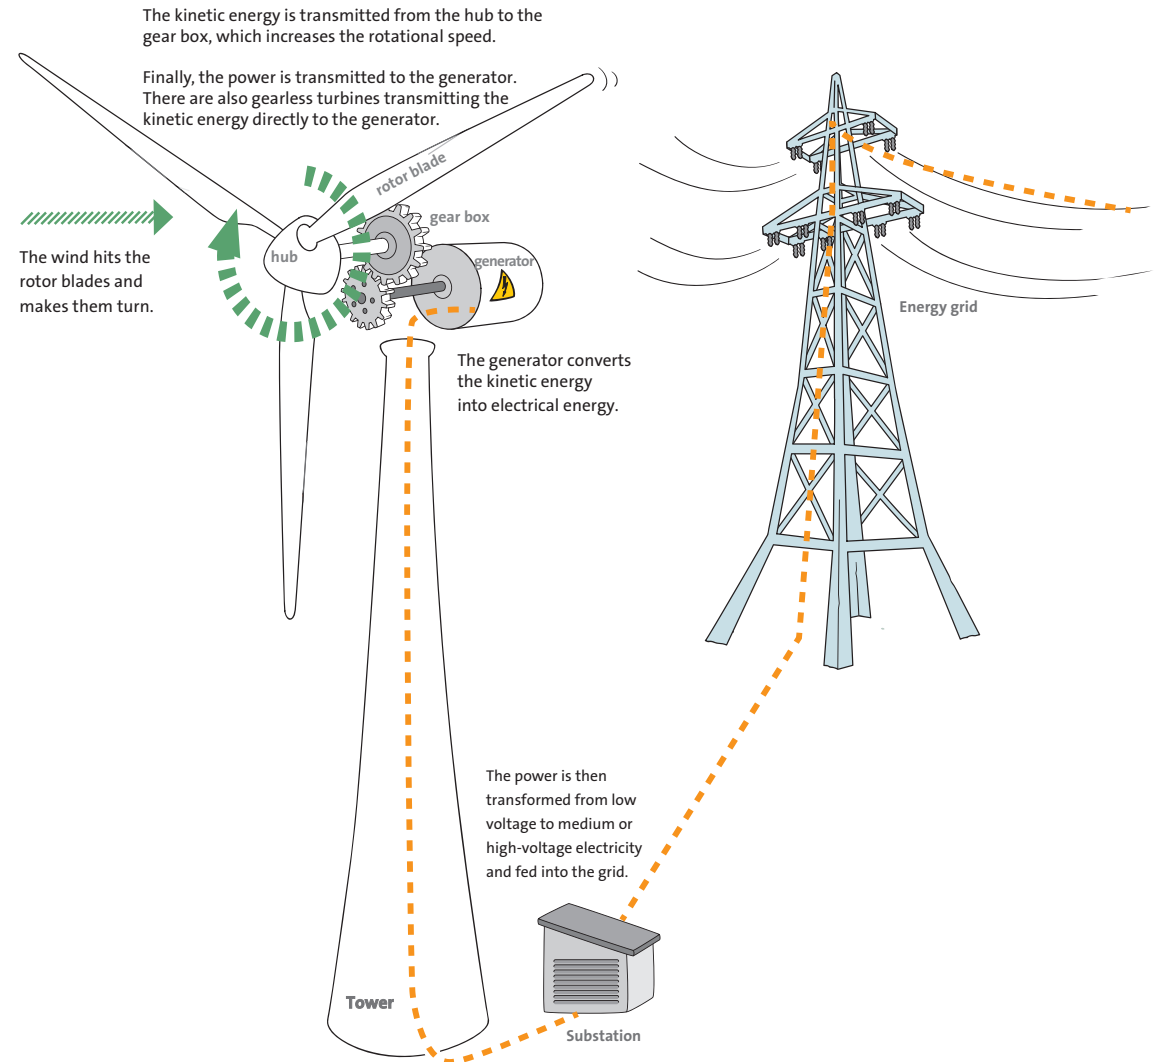 The kinetic energy is transmitted from the hub to the
gear box, which increases the rotational speed.
Finally, the power is transmitted to the generator.
There are also gearless turbines transmitting the
kinetic energy directly to the generator.
rotor blade
gear box
hub
generator
The wind hits the
rotor blades and
makes them turn.
Energy grid
The generator converts
the kinetic energy
into electrical energy.
The power is then
transformed from low
voltage to medium or
high-voltage electricity
and fed into the grid.
Tower
Substation